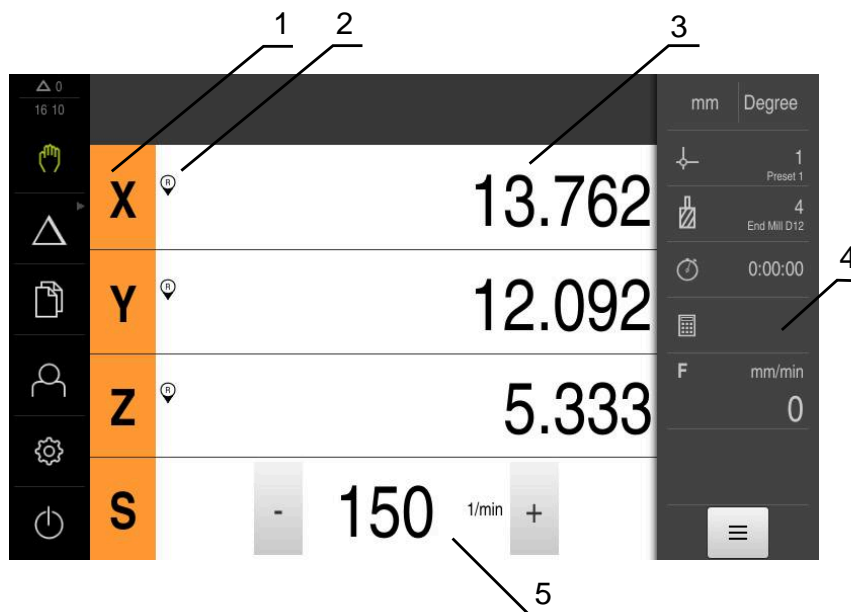 1 2 3
0
16 10
mm Degree
1
Preset 1
X R 13.762
4
End Mill D12
0:00:00
4
Y R 12.092
F mm/min
0
Z R 5.333
S - 150 1/min +
5